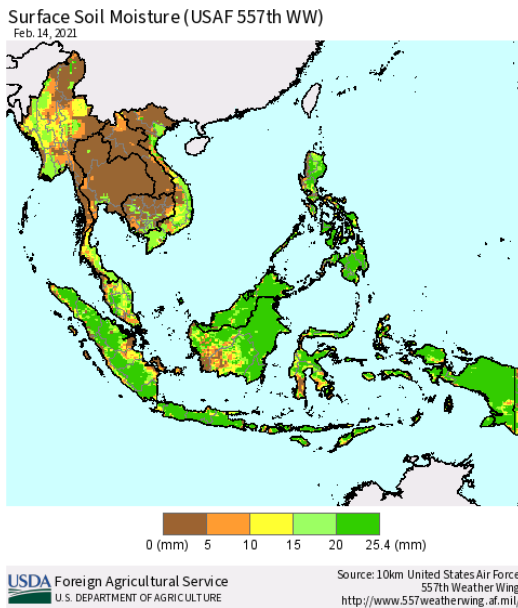 Surface Soil Moisture (USAF 557th WW)
Feb. 14, 2021
0 (mm) 5 10 15 20 25.4 (mm)
USDA Foreign Agricultural Service
U.S. DEPARTMENT OF AGRICULTURE
Source: 10km United States Air Force
557th Weather Wing
http://www.557weatherwing.af.mil/